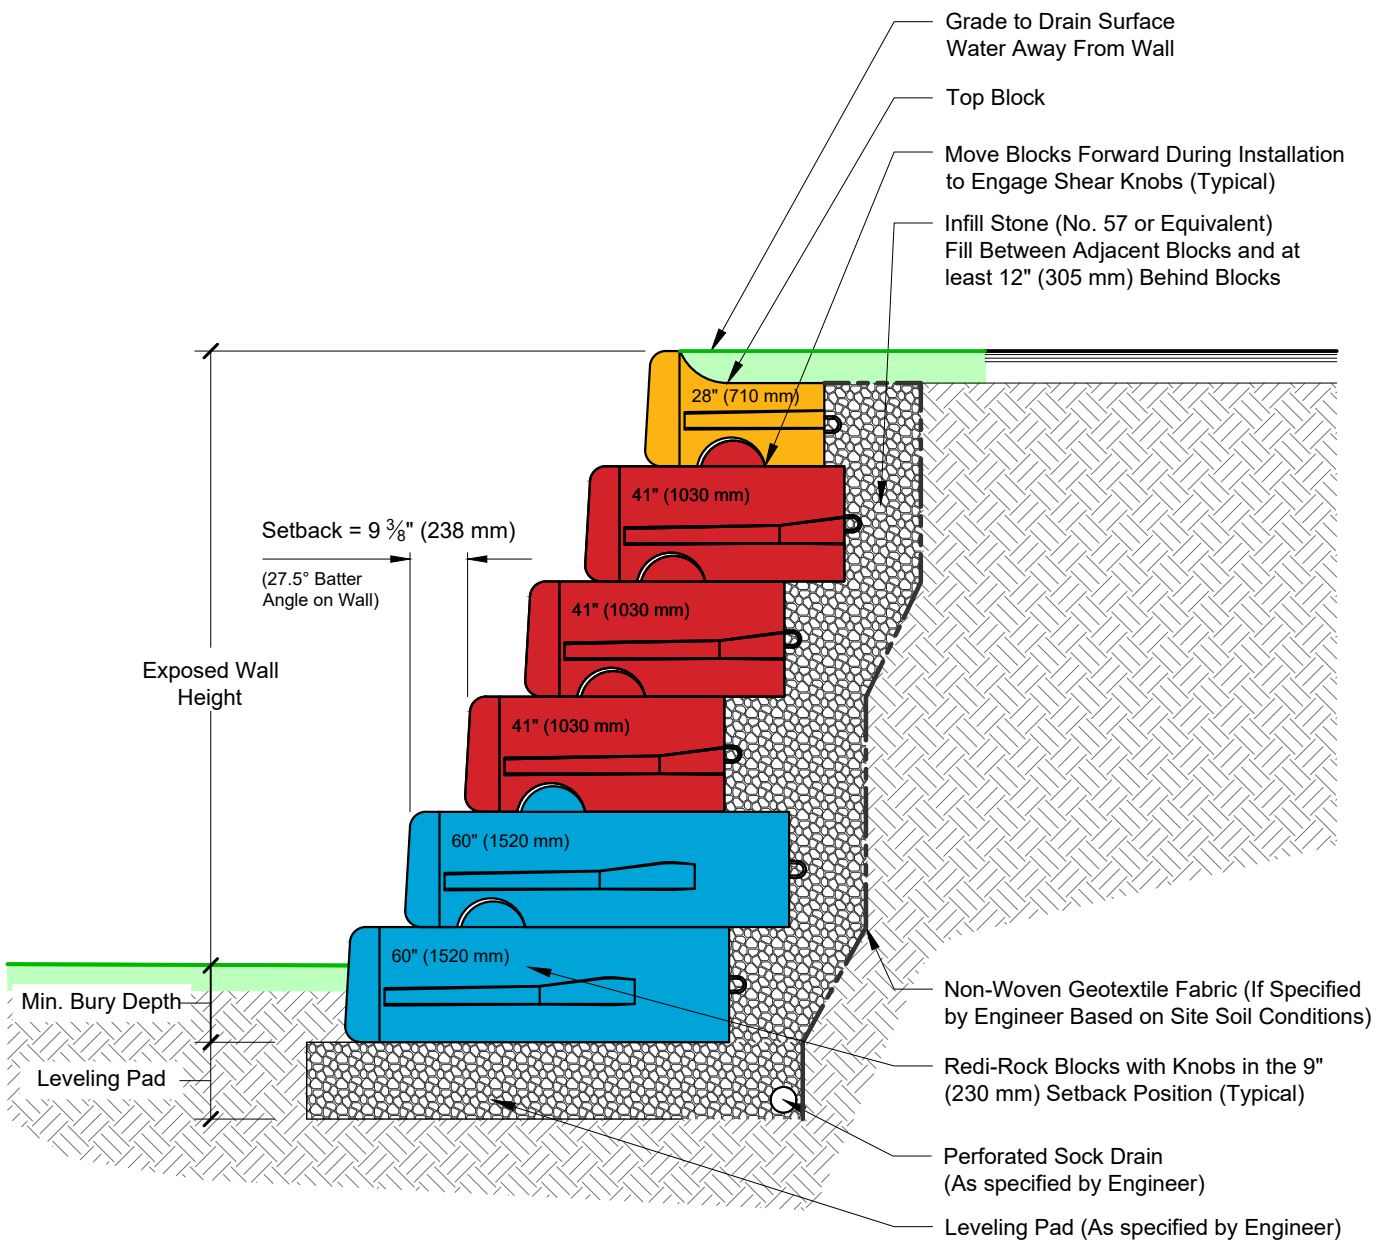 Grade to Drain Surface
Water Away From Wall
Top Block
Move Blocks Forward During Installation
to Engage Shear Knobs (Typical)
Infill Stone (No. 57 or Equivalent)
Fill Between Adjacent Blocks and at
least 12" (305 mm) Behind Blocks
28" (710 mm)
41" (1030 mm)
Setback = 9 3⁄8" (238 mm)
(27.5° Batter
Angle on Wall)
41" (1030 mm)
Exposed Wall
Height
41" (1030 mm)
60" (1520 mm)
60" (1520 mm)
Min. Bury Depth
Leveling Pad
Non-Woven Geotextile Fabric (If Specified
by Engineer Based on Site Soil Conditions)
Redi-Rock Blocks with Knobs in the 9"
(230 mm) Setback Position (Typical)
Perforated Sock Drain
(As specified by Engineer)
Leveling Pad (As specified by Engineer)